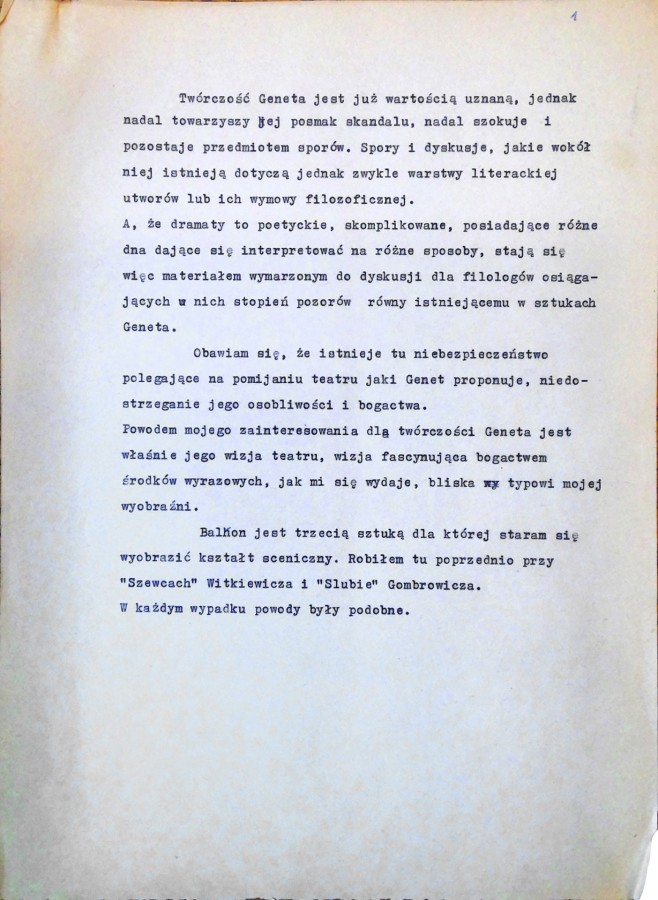 1
Twórczość Geneta jest już wartością uznaną, jednak
nadal towarzyszy jej posmak skandalu, nadal szokuje i
pozostaje przedmiotem sporów. Spory i dyskusje, jakie wokół
niej istnieją dotyczą jednak zwykle warstwy literackiej
utworów lub ich wymowy filozoficznej.
A, że dramaty to poetyckie, skomplikowane, posiadające różne
dna dające się interpretować na różne sposoby, stają się
więc materiałem wymarzonym do dyskusji dla filologów osiąga-
jących w nich stopień pozorów równy istniejącemu w sztukach
Geneta.
Obawiam się, że istnieje tu niebezpieczeństwo
polegające na pomijaniu teatru jaki Genet proponuje, niedo-
strzeganie jego osobliwości i bogactwa.
Powodem mojego zainteresowania dla twórczości Geneta jest
właśnie jego wizja teatru, wizja fascynująca bogactwem
środków wyrazowych, jak mi się wydaje, bliska typowi mojej
wyobraźni.
Balkon jest trzecią sztuką dla której staram się
wyobrazić kształt sceniczny. Robiłem tu poprzednio przy
"Szewcach" Witkiewicza i "Slubie" Gombrowicza.
W każdym wypadku powody były podobne.